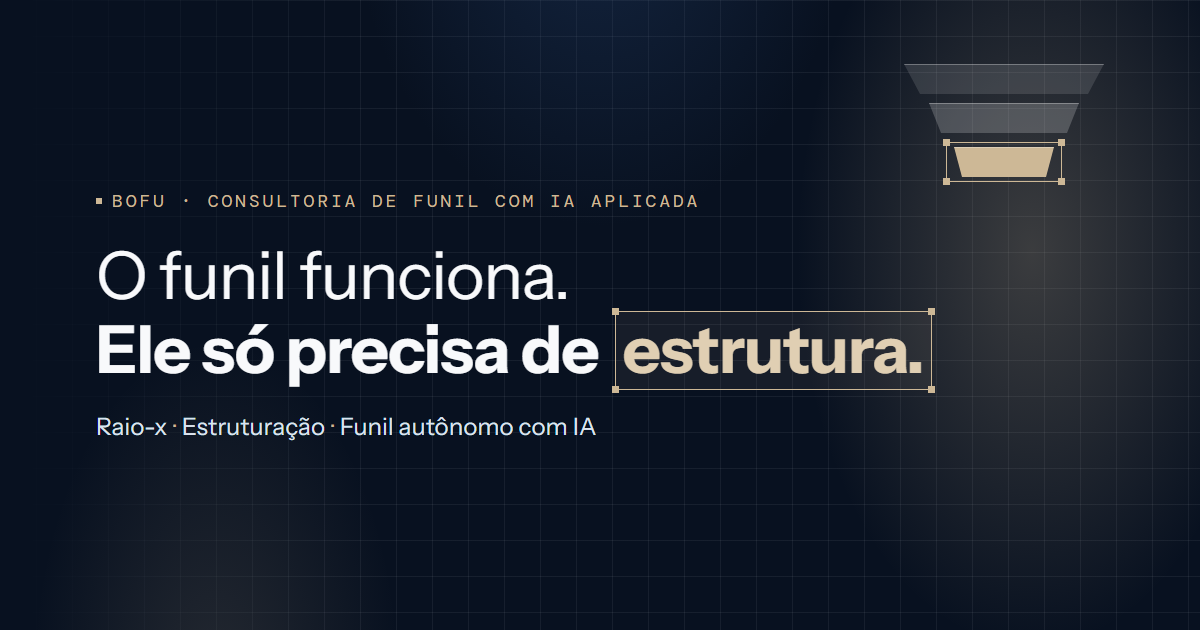 BOFU · CONSULTORIA DE FUNIL COM IA APLICADA
O funil funciona.
Ele só precisa de estrutura.
Raio-x · Estruturação · Funil autônomo com IA